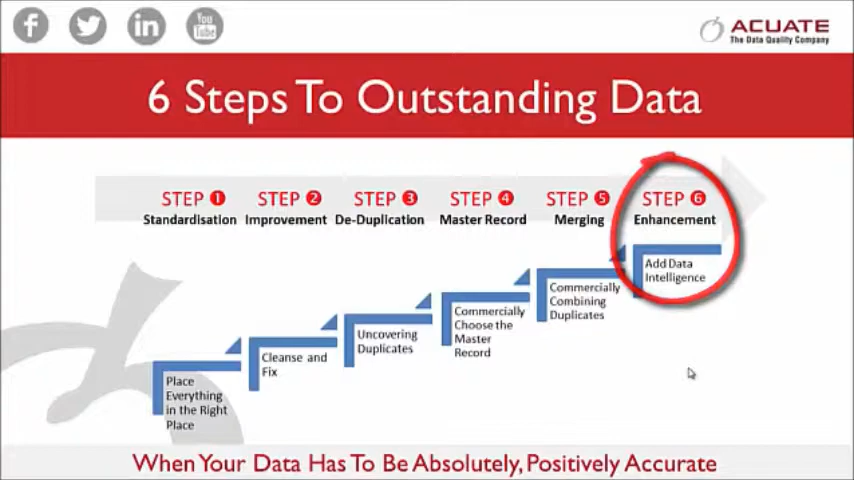 You
Tube
ACUATE
The Data Quality Company
6 Steps To Outstanding Data
STEP 1
Standardisation
STEP 2
Improvement
STEP 3
De-Duplication
STEP 4
Master Record
STEP 5
Merging
STEP 6
Enhancement
Place
Everything
in the Right
Place
Cleanse and
Fix
Uncovering
Duplicates
Commercially
Choose the
Master
Record
Commercially
Combining
Duplicates
Add Data
Intelligence
When Your Data Has To Be Absolutely, Positively Accurate